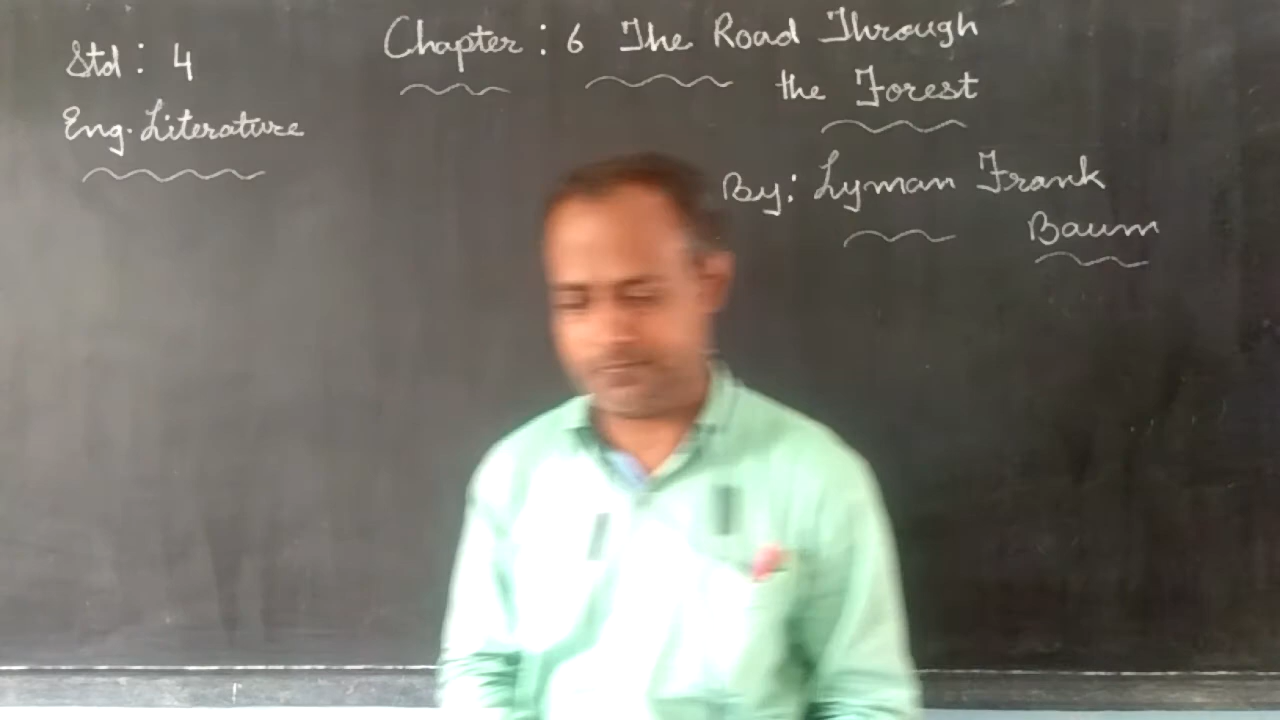 Std : 4
Eng. Literature
Chapter : 6 The Road Through
the Forest
By: Lyman Frank
Baum